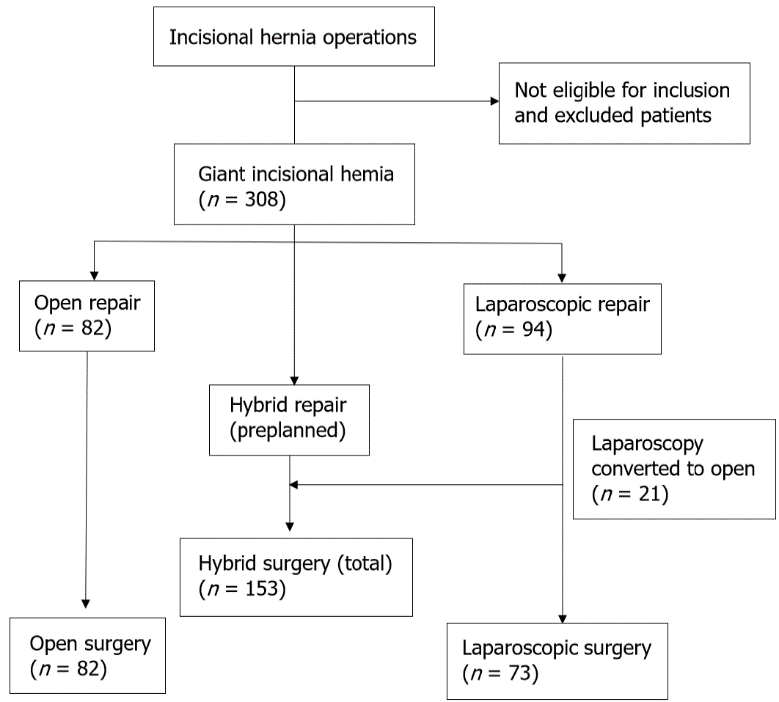 Incisional hernia operations
Not eligible for inclusion
and excluded patients
Giant incisional hemia
(n = 308)
Open repair
(n = 82)
Laparoscopic repair
(n = 94)
Hybrid repair
(preplanned)
Laparoscopy
converted to open
(n = 21)
Hybrid surgery (total)
(n = 153)
Open surgery
(n = 82)
Laparoscopic surgery
(n = 73)